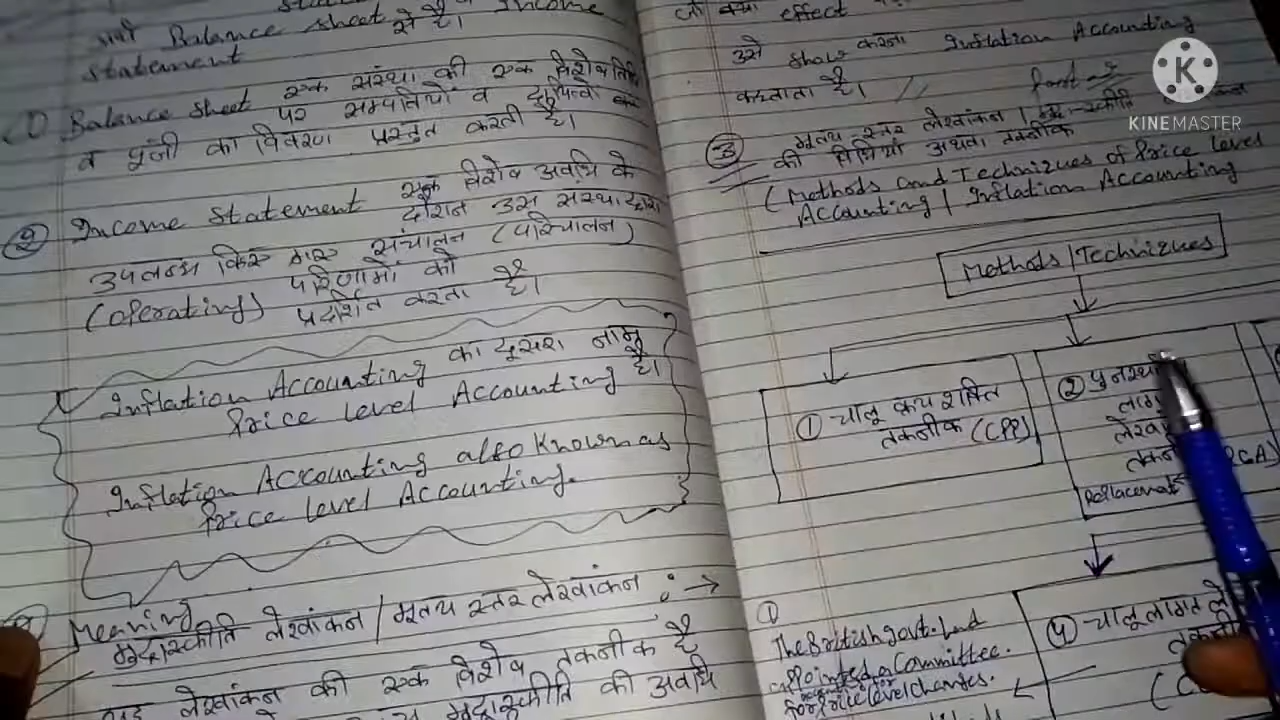 Balance sheet
Income
statement से है।
① Balance sheet एक संस्था की एक विशेष तिथि
पर सम्पत्तियों व दायित्वों
व पूंजी का विवरण प्रस्तुत करती है।
② Income statement एक विशेष अवधि के
दौरान उस संस्था द्वारा
उपलब्ध किए गए संचालन (परिचालन)
(operating) परिणामों को
प्रदर्शित करता है।
Inflation Accounting का दूसरा नाम
Price level Accounting है।
Inflation Accounting also known as
Price level Accounting.
Meaning
मुद्रास्फीति लेखांकन / मूल्य स्तर लेखांकन :→
लेखांकन की एक विशेष तकनीक है
मुद्रास्फीति की अवधि
effect
उसे show करना Inflation Accounting
कहलाता है। //
③ मूल्य-स्तर लेखांकन
की विधियाँ अथवा तकनीक
(Methods and Techniques of Price level
Accounting | Inflation Accounting
Methods/Techniques
① चालू क्रय शक्ति
तकनीक (CPP)
②
Replacement
①
The British govt. had
appointed a Committee.
for price level changes.
④ चालू लागत
KINEMASTER